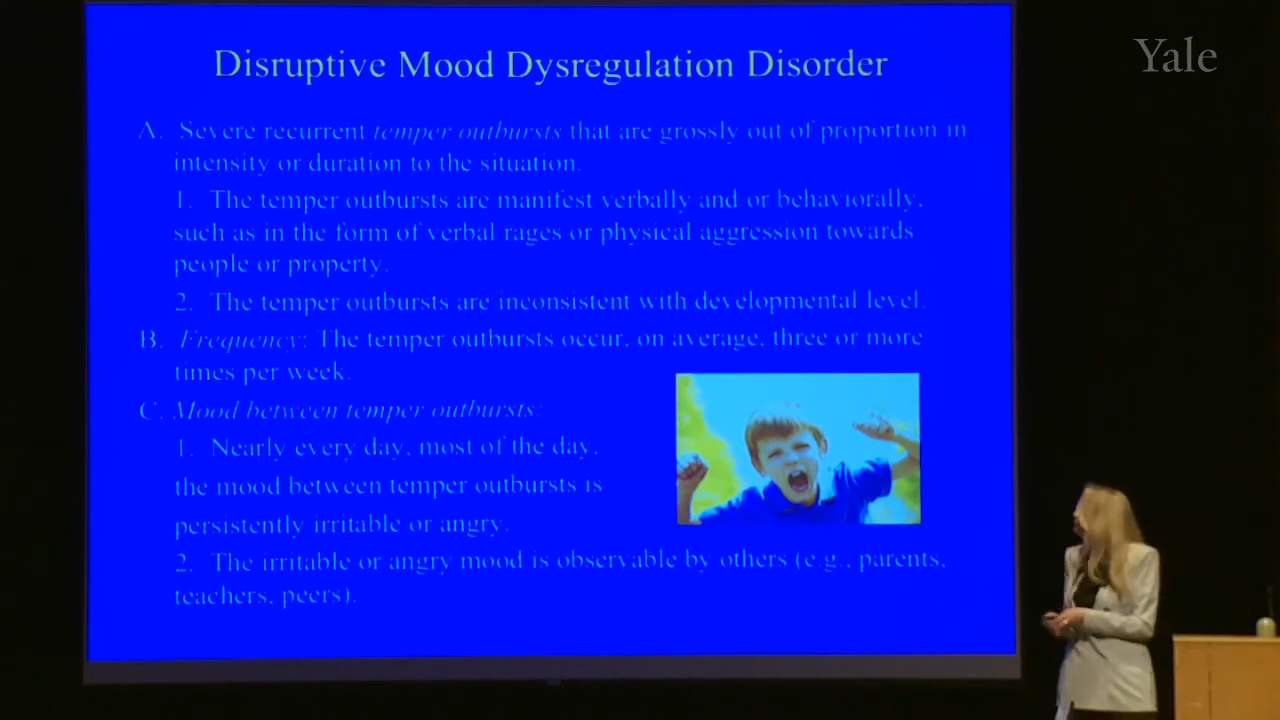 Yale
Disruptive Mood Dysregulation Disorder
A. Severe recurrent temper outbursts that are grossly out of proportion in
intensity or duration to the situation.
1. The temper outbursts are manifest verbally and or behaviorally,
such as in the form of verbal rages or physical aggression towards
people or property.
2. The temper outbursts are inconsistent with developmental level.
B. Frequency: The temper outbursts occur, on average, three or more
times per week.
C. Mood between temper outbursts:
1. Nearly every day, most of the day,
the mood between temper outbursts is
persistently irritable or angry.
2. The irritable or angry mood is observable by others (e.g., parents,
teachers, peers).